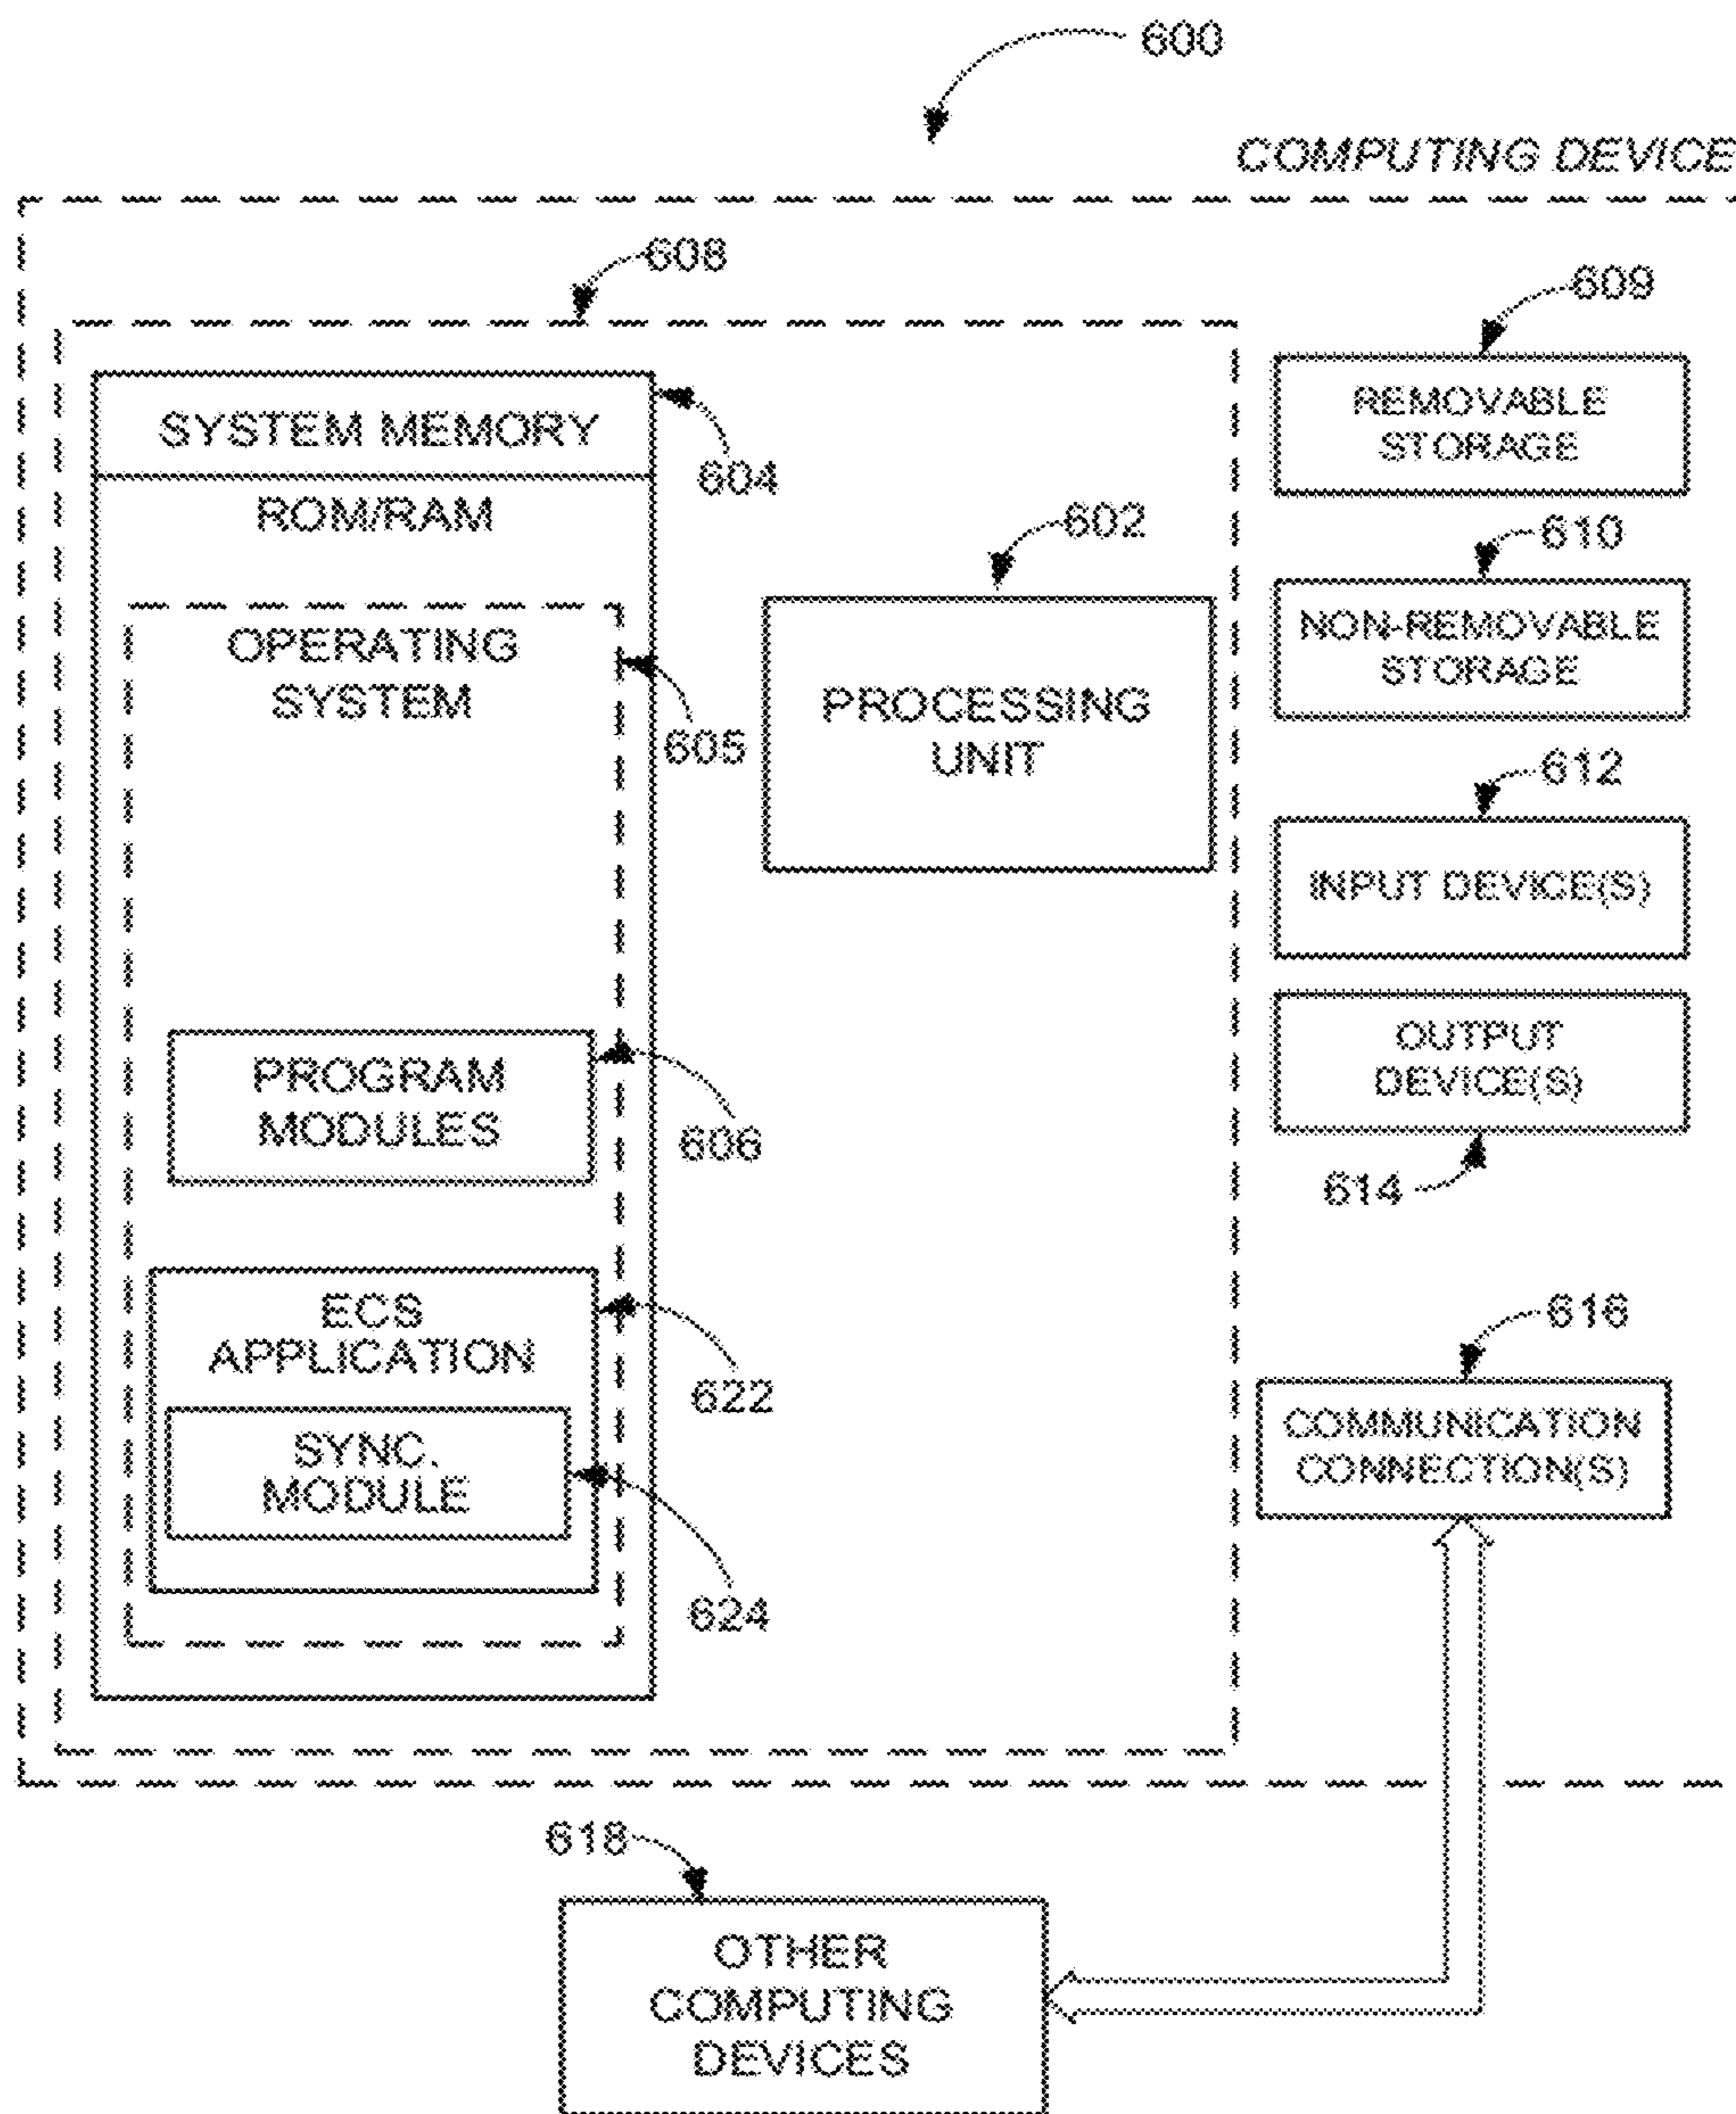 600
COMPUTING DEVICE
608
609
SYSTEM MEMORY
604
ROM/RAM
REMOVABLE
STORAGE
602
610
OPERATING
SYSTEM
605
PROCESSING
UNIT
NON-REMOVABLE
STORAGE
612
INPUT DEVICE(S)
PROGRAM
MODULES
606
OUTPUT
DEVICE(S)
614
ECS
APPLICATION
622
SYNC.
MODULE
624
616
COMMUNICATION
CONNECTION(S)
618
OTHER
COMPUTING
DEVICES